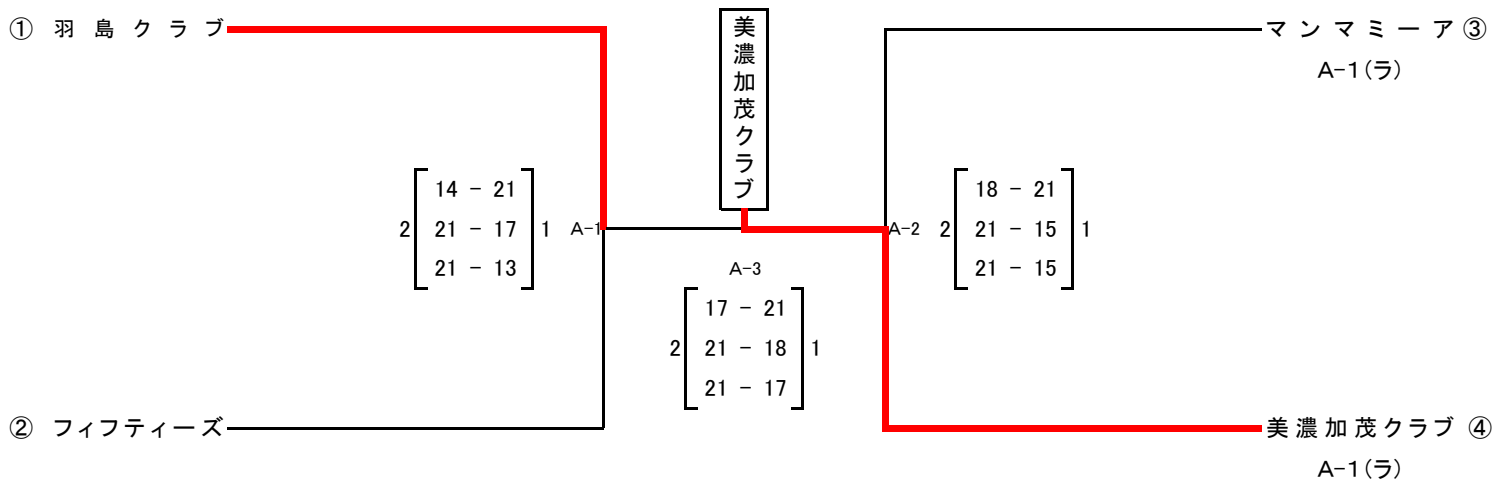 ① 羽島クラブ
美濃加茂クラブ
マンマミーア ③
A-1(ラ)
14 - 21
2 21 - 17 1
21 - 13
A-1
A-2
18 - 21
2 21 - 15 1
21 - 15
A-3
17 - 21
2 21 - 18 1
21 - 17
② フィフティーズ
美濃加茂クラブ ④
A-1(ラ)